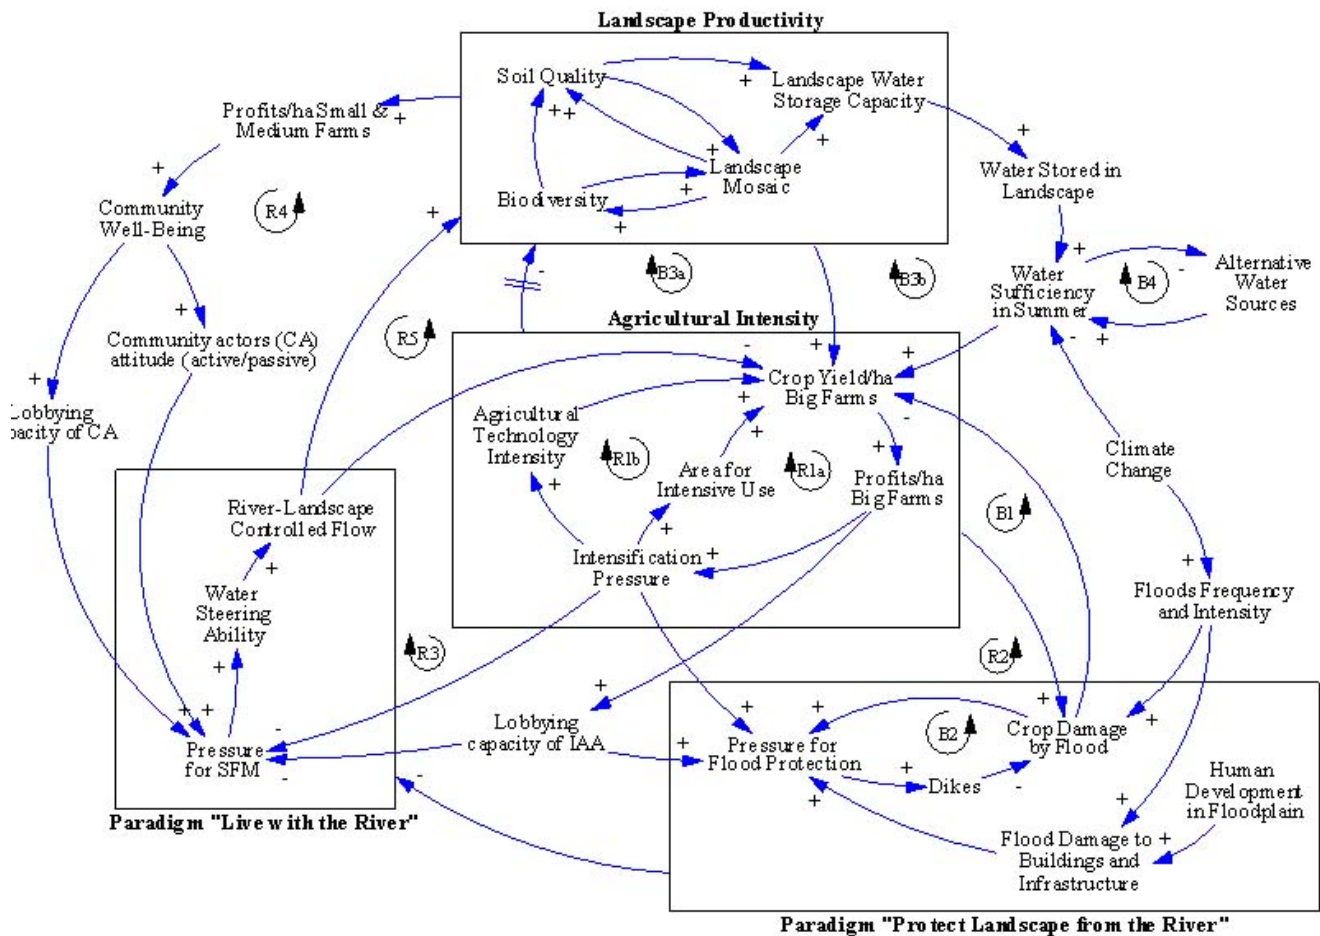 Landscape Productivity
Soil Quality
Landscape Water
Storage Capacity
+
+ +
+
+
Landscape
Mosaic
+
+
Biodiversity
Profits/ha Small &
Medium Farms
+
+
Community
Well-Being
R4
+
+
Water Stored in
Landscape
+
Water
Sufficiency
in Summer
B4
-
Alternative
Water
Sources
- +
-
B3a
B3b
Agricultural Intensity
+
Community actors (CA)
attitude (active/passive)
R5
- + +
Crop Yield/ha
Big Farms
+
-
+
Lobbying
pacity of CA
Agricultural
Technology
Intensity
+
R1b
Area for
Intensive Use
+
R1a
+
Profits/ha
Big Farms
Climate
Change
B1
River-Landscape
Controlled Flow
+
Intensification
Pressure
+
+
Floods Frequency
and Intensity
Water
Steering
Ability
+
R3
R2
+ +
-
Pressure
for SFM
-
+
Lobbying
capacity of IAA
+
+ +
Pressure for
Flood Protection
+
B2
+
Crop Damage
by Flood
+
+
Dikes
-
+
Human
Development
in Floodplain
-
Flood Damage to +
Buildings and
Infrastructure
Paradigm "Live with the River"
Paradigm "Protect Landscape from the River"